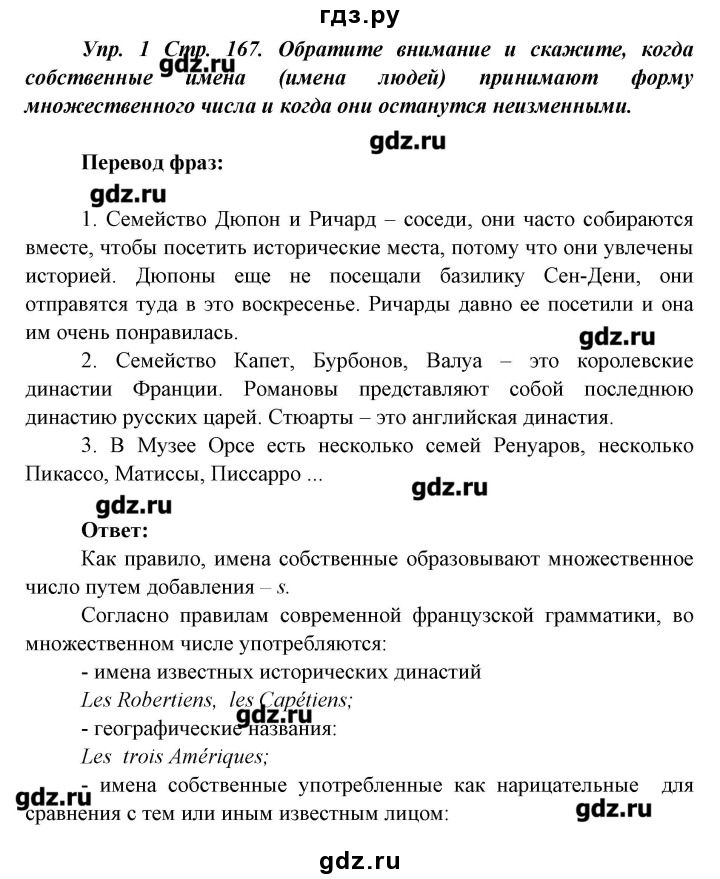 гдз.ру
Упр. 1 Стр. 167. Обратите внимание и скажите, когда
gdz.ru
собственные имена (имена людей) принимают форму
множественного числа и когда они останутся неизменными.
gdz.ru
Перевод фраз:
gdz.ru
1. Семейство Дюпон и Ричард – соседи, они часто собираются
вместе, чтобы посетить исторические места, потому что они увлечены
историей. Дюпоны еще не посещали базилику Сен-Дени, они
отправятся туда в это воскресенье. Ричарды давно ее посетили и она
им очень понравилась.
gdz.ru
2. Семейство Капет, Бурбонов, Валуа – это королевские
династии Франции. Романовы представляют собой последнюю
династию русских царей. Стюарты – это английская династия.
3. В Музее Орсе есть несколько семей Ренуаров, несколько
Пикассо, Матиссы, Писсарро ...
gdz.ru
gdz.ru
Ответ:
Как правило, имена собственные образовывают множественное
число путем добавления – s.
Согласно правилам современной французской грамматики, во
множественном числе употребляются:
- имена известных исторических династий
Les Robertiens, les Capétiens;
gdz.ru
- географические названия:
Les trois Amériques;
- имена собственные употребленные как нарицательные для
gdz.ru
сравнения с тем или иным известным лицом:
gdz.ru
gdz.ru